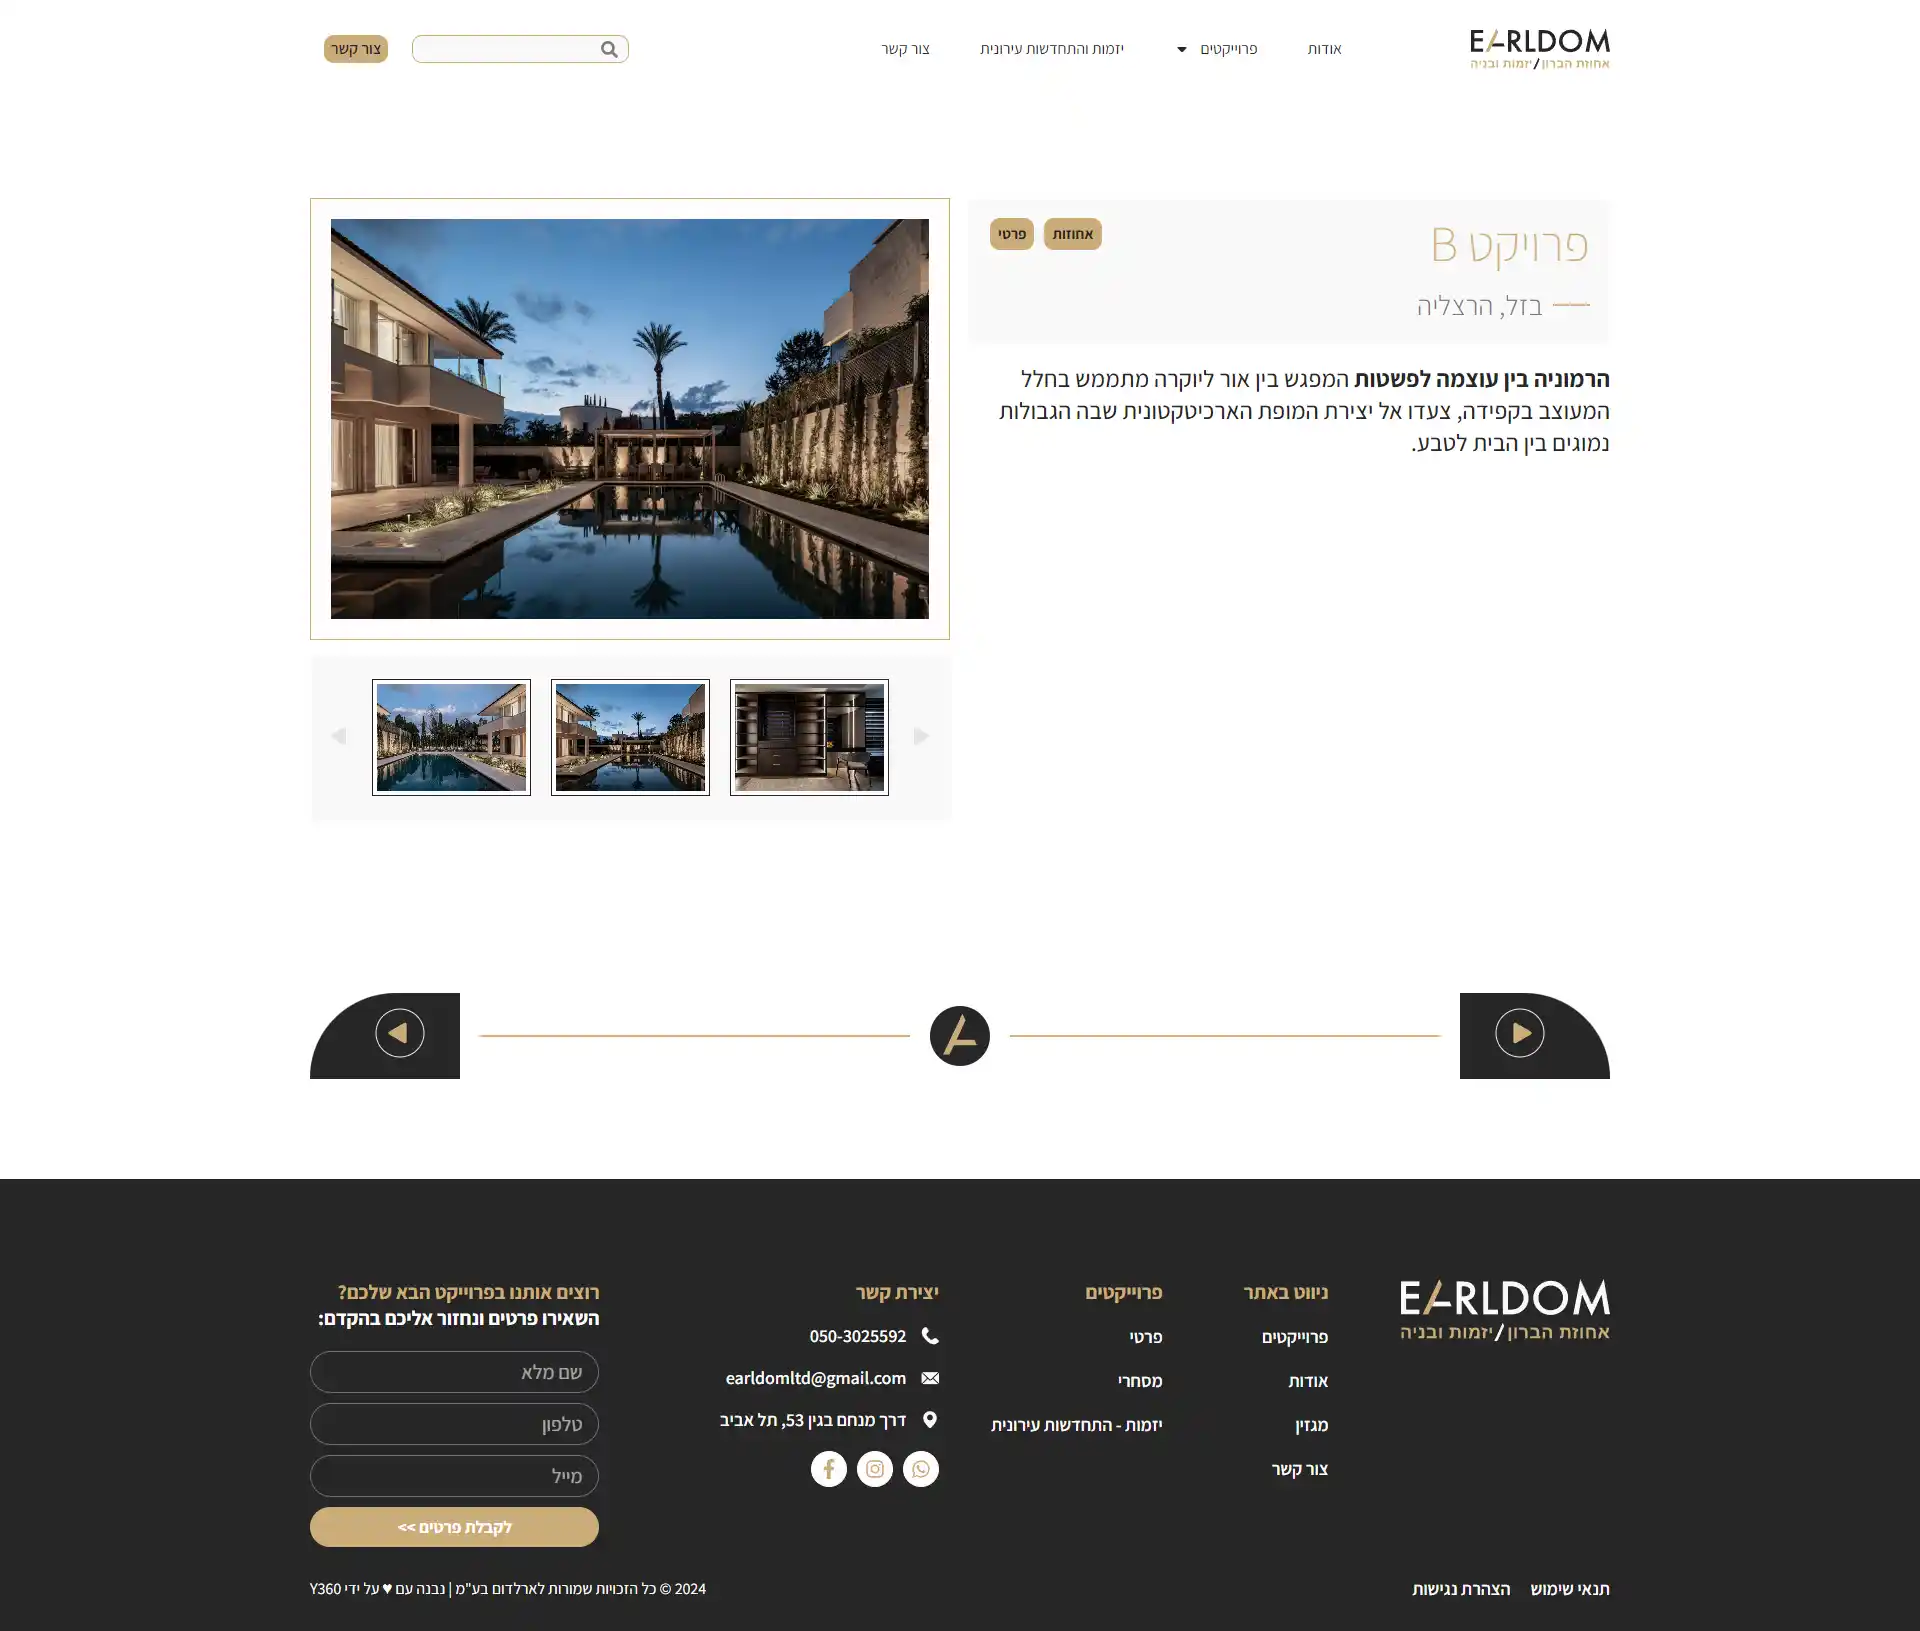 EARLDOM
אחוזת הברון/יזמות ובניה
אודות
פרוייקטים
יזמות והתחדשות עירונית
צור קשר
צור קשר
פרויקט B
בזל, הרצליה
אחוזות
פרטי
הרמוניה בין עוצמה לפשטות המפגש בין אור ליוקרה מתממש בחלל
המעוצב בקפידה, צעדו אל יצירת המופת הארכיטקטונית שבה הגבולות
נמוגים בין הבית לטבע.
EARLDOM
אחוזת הברון/יזמות ובניה
ניווט באתר
פרוייקטים
אודות
מגזין
צור קשר
פרוייקטים
פרטי
מסחרי
יזמות - התחדשות עירונית
יצירת קשר
050-3025592
earldomltd@gmail.com
דרך מנחם בגין 53, תל אביב
רוצים אותנו בפרוייקט הבא שלכם?
השאירו פרטים ונחזור אליכם בהקדם:
שם מלא
טלפון
מייל
לקבלת פרטים >>
תנאי שימוש
הצהרת נגישות
2024 © כל הזכויות שמורות לארלדום בע"מ | נבנה עם ♥ על ידי Y360